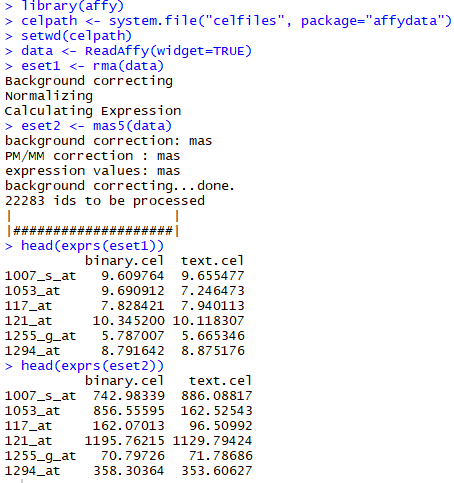 > library(affy)
> celpath <- system.file("celfiles", package="affydata")
> setwd(celpath)
> data <- ReadAffy(widget=TRUE)
> eset1 <- rma(data)
Background correcting
Normalizing
Calculating Expression
> eset2 <- mas5(data)
background correction: mas
PM/MM correction : mas
expression values: mas
background correcting...done.
22283 ids to be processed
|                    |
|####################|
> head(exprs(eset1))
          binary.cel  text.cel
1007_s_at   9.609764  9.655477
1053_at     9.690912  7.246473
117_at      7.828421  7.940113
121_at     10.345200 10.118307
1255_g_at   5.787007  5.665346
1294_at     8.791642  8.875176
> head(exprs(eset2))
          binary.cel   text.cel
1007_s_at  742.98339  886.08817
1053_at    856.55595  162.52543
117_at     162.07013   96.50992
121_at    1195.76215 1129.79424
1255_g_at   70.79726   71.78686
1294_at    358.30364  353.60627